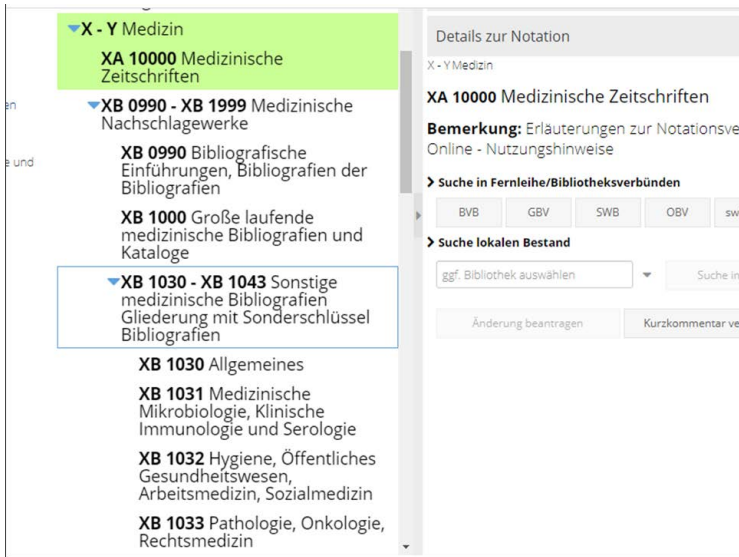 X - Y Medizin
XA 10000 Medizinische
Zeitschriften
XB 0990 - XB 1999 Medizinische
Nachschlagewerke
XB 0990 Bibliografische
Einführungen, Bibliografien der
Bibliografien
XB 1000 Große laufende
medizinische Bibliografien und
Kataloge
XB 1030 - XB 1043 Sonstige
medizinische Bibliografien
Gliederung mit Sonderschlüssel
Bibliografien
XB 1030 Allgemeines
XB 1031 Medizinische
Mikrobiologie, Klinische
Immunologie und Serologie
XB 1032 Hygiene, Öffentliches
Gesundheitswesen,
Arbeitsmedizin, Sozialmedizin
XB 1033 Pathologie, Onkologie,
Rechtsmedizin
en
e und
Details zur Notation
X - Y Medizin
XA 10000 Medizinische Zeitschriften
Bemerkung: Erläuterungen zur Notationsve
Online - Nutzungshinweise
Suche in Fernleihe/Bibliotheksverbünden
BVB GBV SWB OBV sw
Suche lokalen Bestand
ggf. Bibliothek auswählen Suche in
Änderung beantragen Kurzkommentar ve